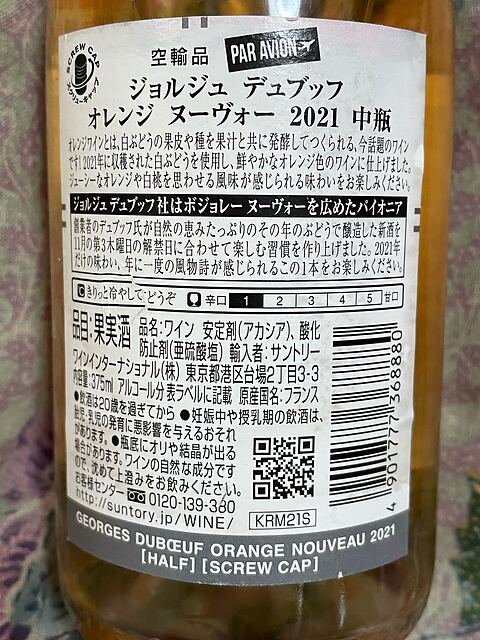 SCREW CAP
スクリューキャップ
空輸品 PAR AVION
ジョルジュ デュブッフ
オレンジ ヌーヴォー 2021 中瓶
オレンジワインとは、白ぶどうの果皮や種を果汁と共に発酵してつくられる、今話題のワイン
です！2021年に収穫された白ぶどうを使用し、鮮やかなオレンジ色のワインに仕上げました。
ジューシーなオレンジや白桃を思わせる風味が感じられる味わいをお楽しみください。
ジョルジュ デュブッフ社はボジョレー ヌーヴォーを広めたパイオニア
創業者のデュブッフ氏が自然の恵みたっぷりのその年のぶどうで醸造した新酒を
11月の第3木曜日の解禁日に合わせて楽しむ習慣を作り上げました。2021年
だけの味わい、年に一度の風物詩が感じられるこの1本をお楽しみください。
℃ きりっと冷やしてどうぞ 辛口 1 2 3 4 5 甘口
品目:果実酒 品名:ワイン 安定剤(アカシア)、酸化
防止剤(亜硫酸塩) 輸入者:サントリー
ワインインターナショナル(株) 東京都港区台場2丁目3-3
内容量:375ml アルコール分表ラベルに記載 原産国:フランス
●飲酒は20歳を過ぎてから ●妊娠中や授乳期の飲酒は、
胎児・乳児の発育に悪影響を与えるおそれ
があります。●瓶底にオリや結晶が出る
場合があります。ワインの自然な成分です
ので、沈めて上澄みをお飲みください。
お客様センター 0120-139-380
http://suntory.jp/WINE/ KRM21S
4 901777 368880
GEORGES DUBŒUF ORANGE NOUVEAU 2021
[HALF] [SCREW CAP]